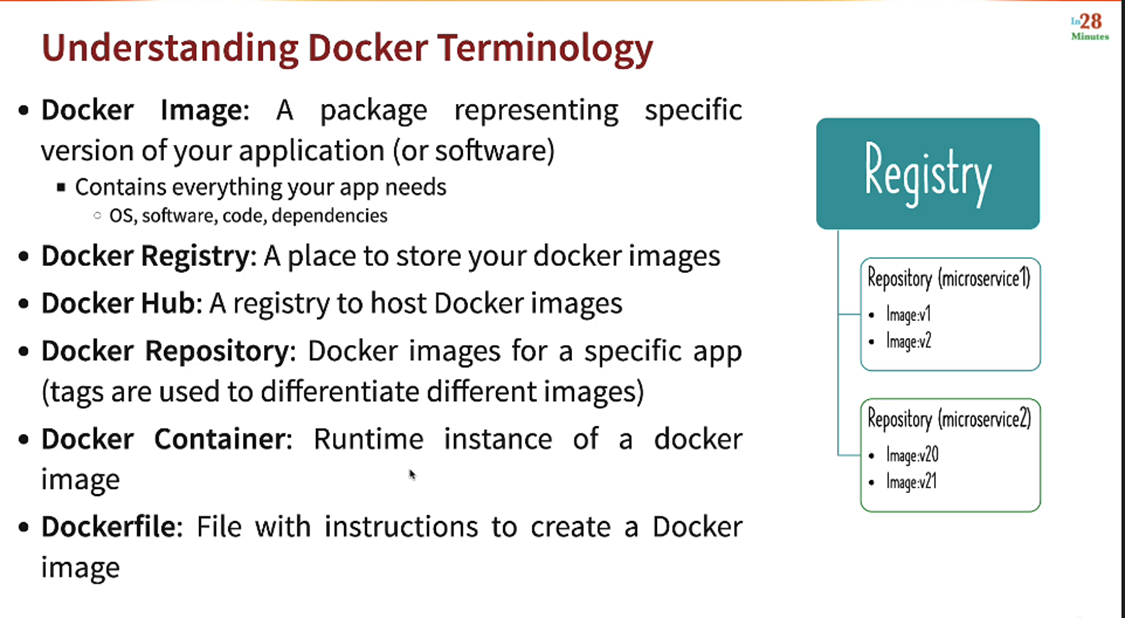 In28
Minutes
Understanding Docker Terminology
• Docker Image: A package representing specific
version of your application (or software)
▪ Contains everything your app needs
○ OS, software, code, dependencies
• Docker Registry: A place to store your docker images
• Docker Hub: A registry to host Docker images
• Docker Repository: Docker images for a specific app
(tags are used to differentiate different images)
• Docker Container: Runtime instance of a docker
image
• Dockerfile: File with instructions to create a Docker
image
Registry
Repository (microservice1)
• Image:v1
• Image:v2
Repository (microservice2)
• Image:v20
• Image:v21